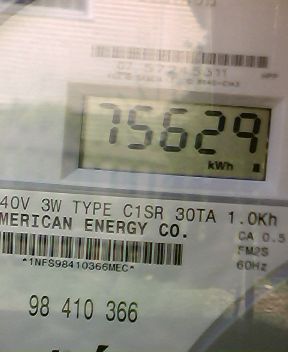 75629
kWh
40V 3W TYPE C1SR 30TA 1.0Kh
MERICAN ENERGY CO.
CA 0.5
FM2S
60Hz
*1NFS98410366MEC*
98 410 366